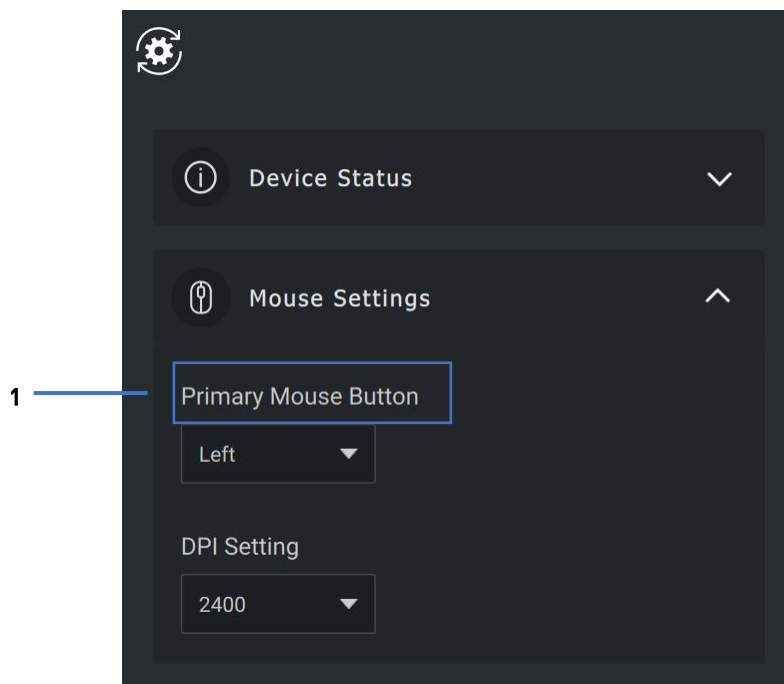 Device Status
Mouse Settings
1
Primary Mouse Button
Left
DPI Setting
2400